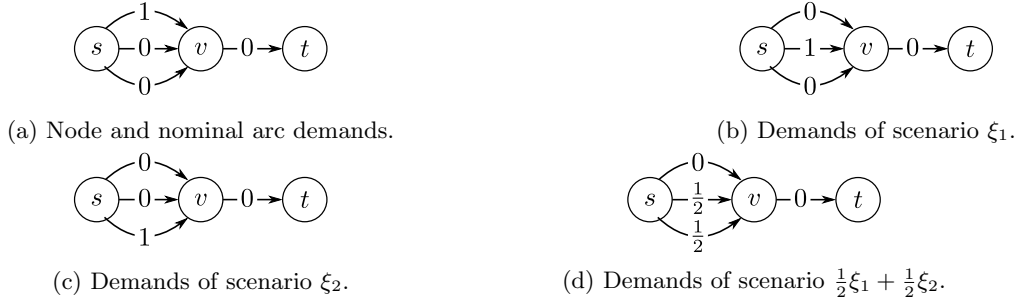 1
s 0 v 0 t
0
(a) Node and nominal arc demands.
0
s 1 v 0 t
0
(b) Demands of scenario ξ₁.
0
s 0 v 0 t
1
(c) Demands of scenario ξ₂.
0
s 1/2 v 0 t
1/2
(d) Demands of scenario ½ξ₁ + ½ξ₂.